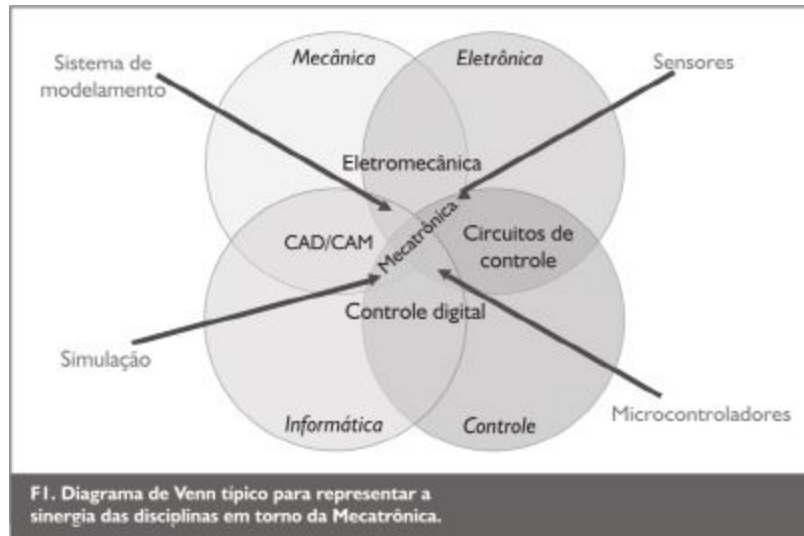 Mecânica
Eletrônica
Sistema de
modelamento
Sensores
Eletromecânica
CAD/CAM
Mecatrônica
Circuitos de
controle
Controle digital
Simulação
Microcontroladores
Informática
Controle
F1. Diagrama de Venn típico para representar a
sinergia das disciplinas em torno da Mecatrônica.